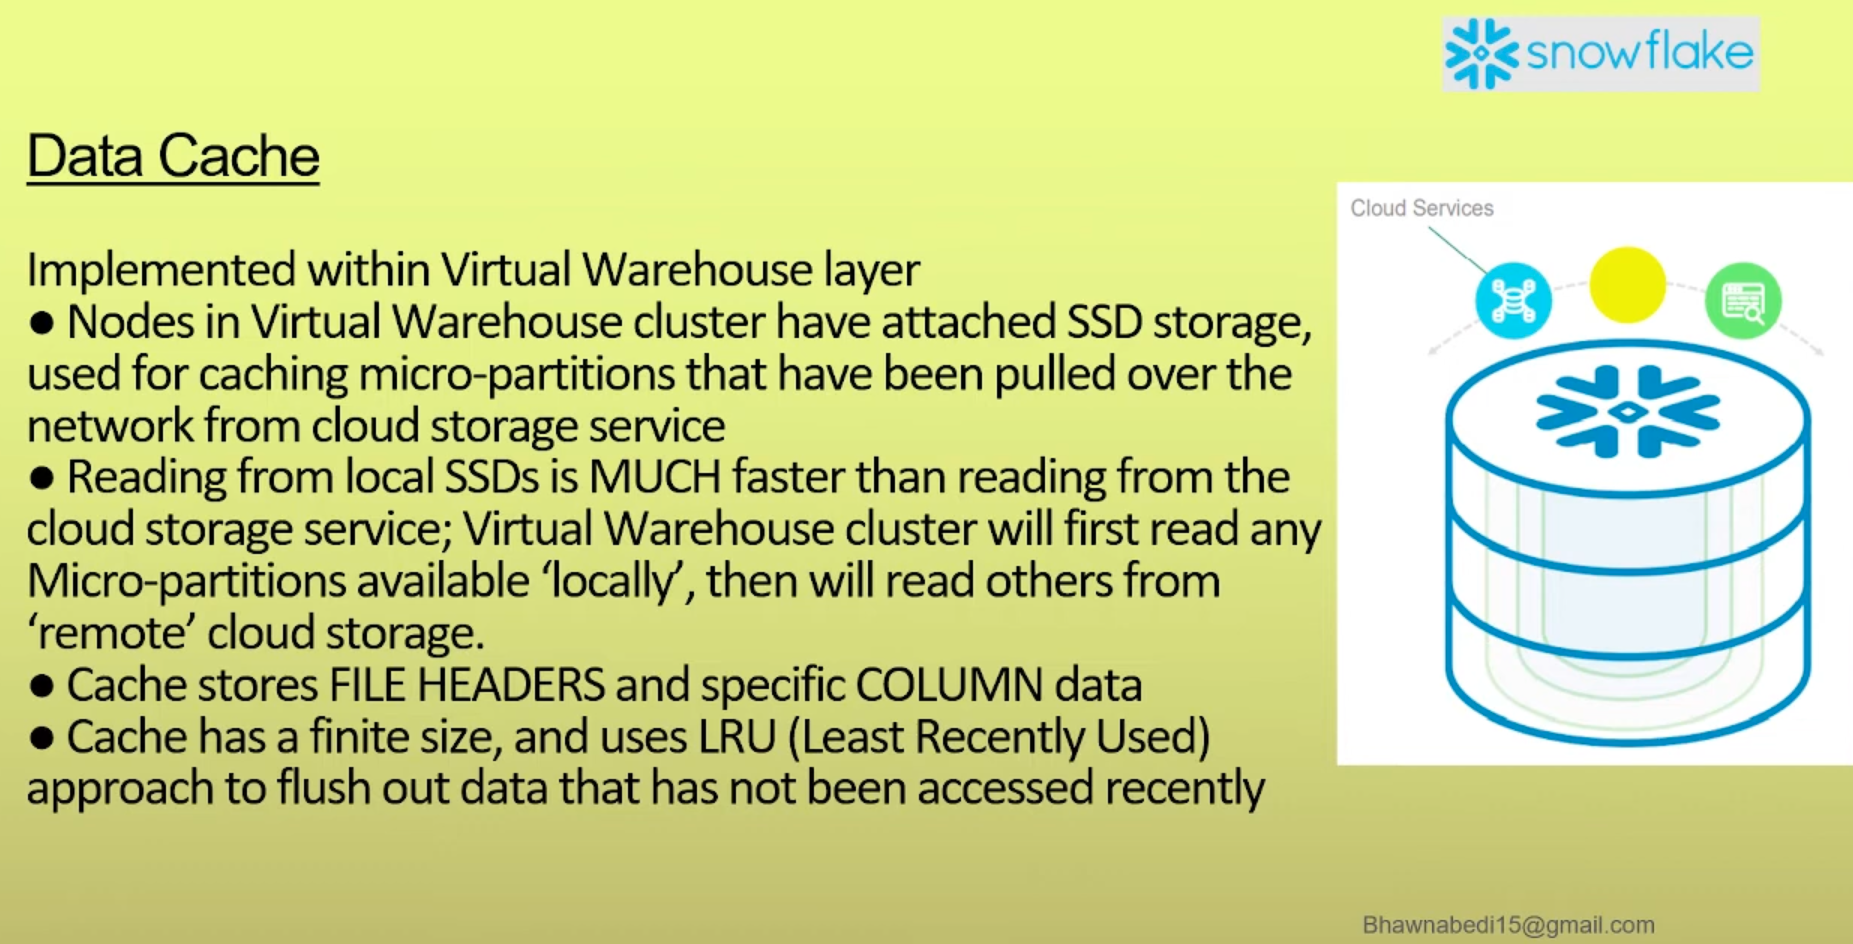 snowflake
Data Cache
Implemented within Virtual Warehouse layer
● Nodes in Virtual Warehouse cluster have attached SSD storage,
used for caching micro-partitions that have been pulled over the
network from cloud storage service
● Reading from local SSDs is MUCH faster than reading from the
cloud storage service; Virtual Warehouse cluster will first read any
Micro-partitions available ‘locally’, then will read others from
‘remote’ cloud storage.
● Cache stores FILE HEADERS and specific COLUMN data
● Cache has a finite size, and uses LRU (Least Recently Used)
approach to flush out data that has not been accessed recently
Cloud Services
Bhawnabedi15@gmail.com